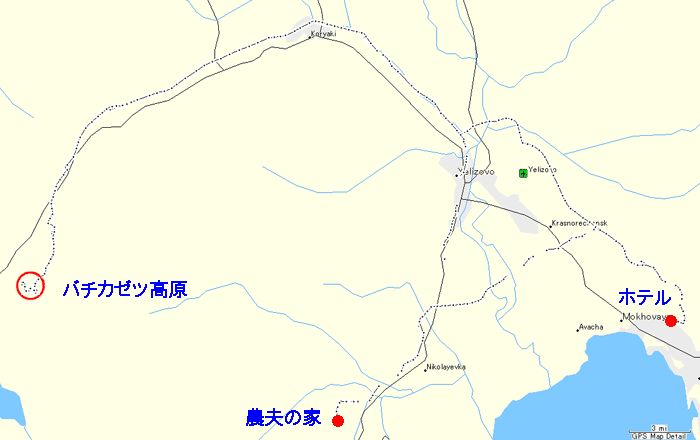 Koryaki
Yelizovo
Yelizovo
Krasnorechensk
バチカゼツ高原
ホテル
Mokhovaya
Avacha
Nikolayevka
農夫の家
3 mi
GPS Map Detail